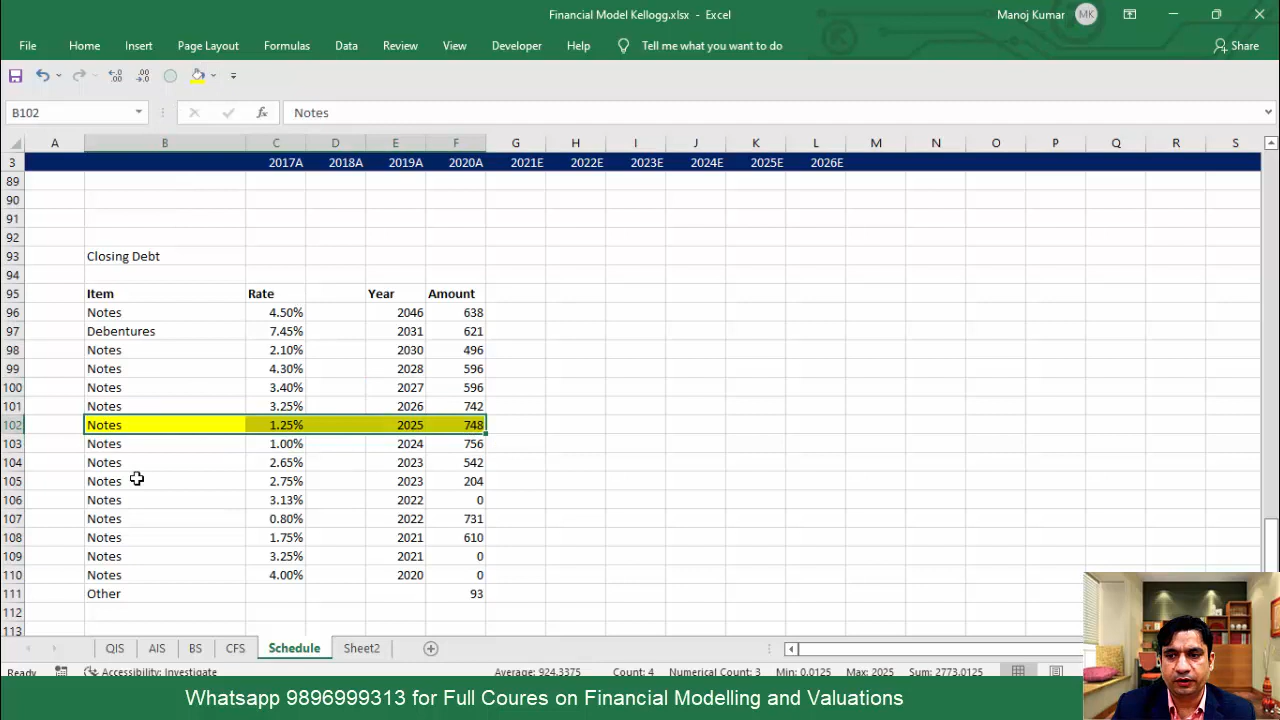 Financial Model Kellogg.xlsx - Excel
Manoj Kumar MK
File Home Insert Page Layout Formulas Data Review View Developer Help Tell me what you want to do Share
B102 fx Notes
A B C D E F G H I J K L M N O P Q R S
3 2017A 2018A 2019A 2020A 2021E 2022E 2023E 2024E 2025E 2026E
89
90
91
92
93 Closing Debt
94
95 Item Rate Year Amount
96 Notes 4.50% 2046 638
97 Debentures 7.45% 2031 621
98 Notes 2.10% 2030 496
99 Notes 4.30% 2028 596
100 Notes 3.40% 2027 596
101 Notes 3.25% 2026 742
102 Notes 1.25% 2025 748
103 Notes 1.00% 2024 756
104 Notes 2.65% 2023 542
105 Notes 2.75% 2023 204
106 Notes 3.13% 2022 0
107 Notes 0.80% 2022 731
108 Notes 1.75% 2021 610
109 Notes 3.25% 2021 0
110 Notes 4.00% 2020 0
111 Other 93
112
113
QIS AIS BS CFS Schedule Sheet2
Ready Accessibility: Investigate Average: 924.3375 Count: 4 Numerical Count: 3 Min: 0.0125 Max: 2025 Sum: 2773.0125
Whatsapp 9896999313 for Full Coures on Financial Modelling and Valuations